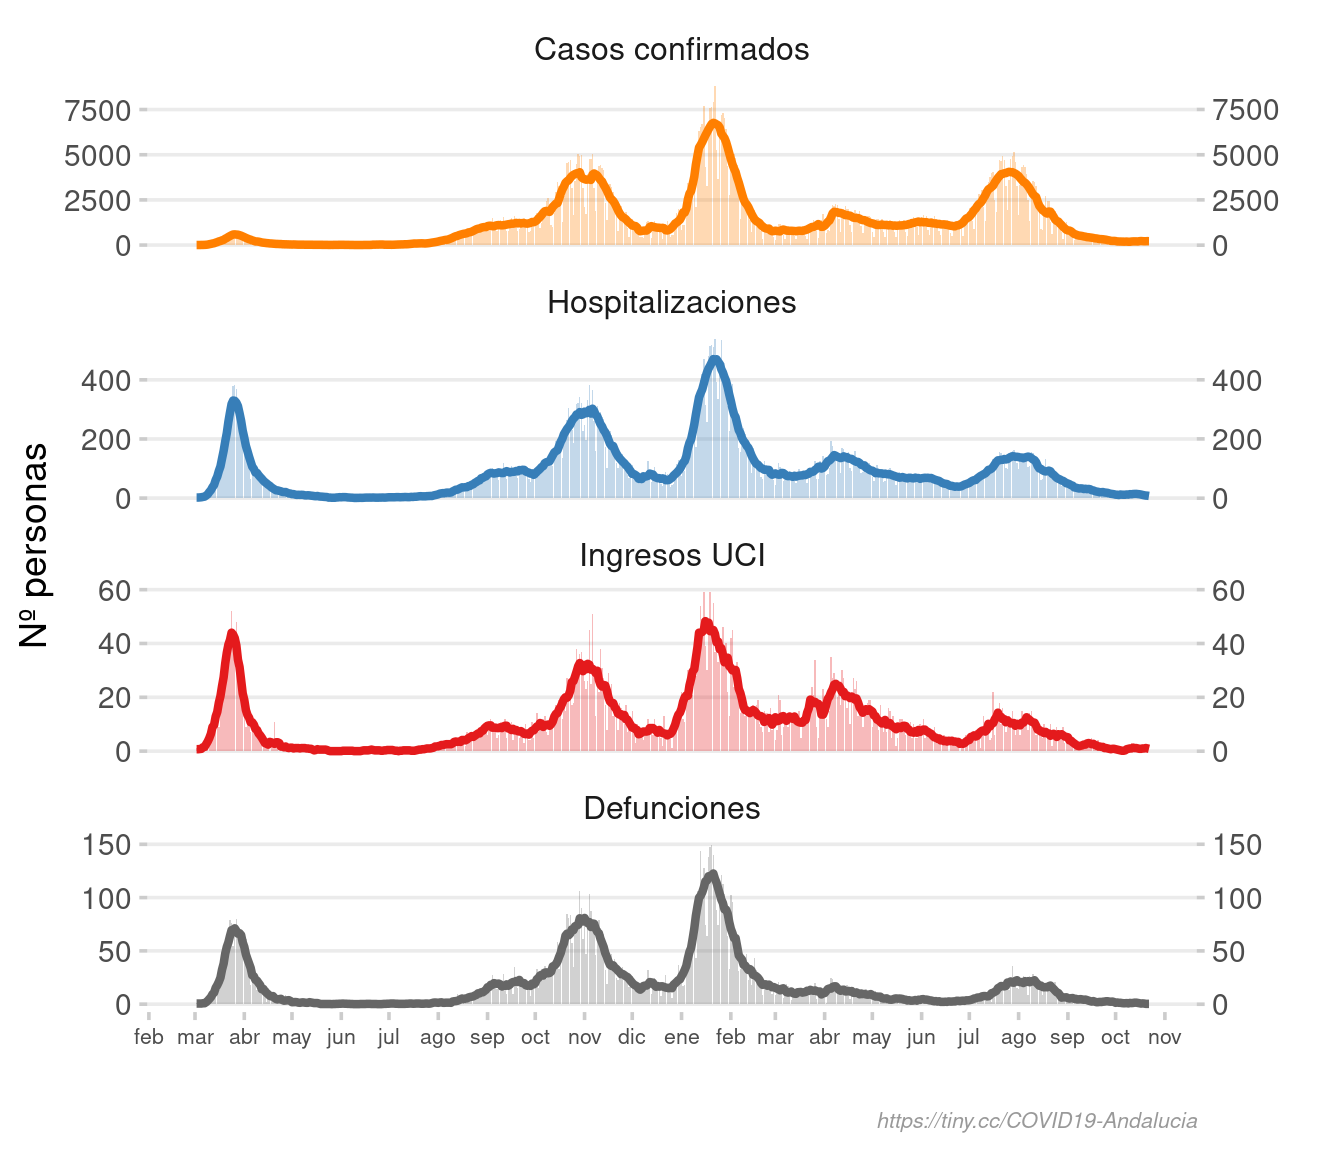 Casos confirmados
7500 7500
5000 5000
2500 2500
0 0
Hospitalizaciones
400 400
200 200
0 0
Nº personas
Ingresos UCI
60 60
40 40
20 20
0 0
Defunciones
150 150
100 100
50 50
0 0
feb mar abr may jun jul ago sep oct nov dic ene feb mar abr may jun jul ago sep oct nov
https://tiny.cc/COVID19-Andalucia